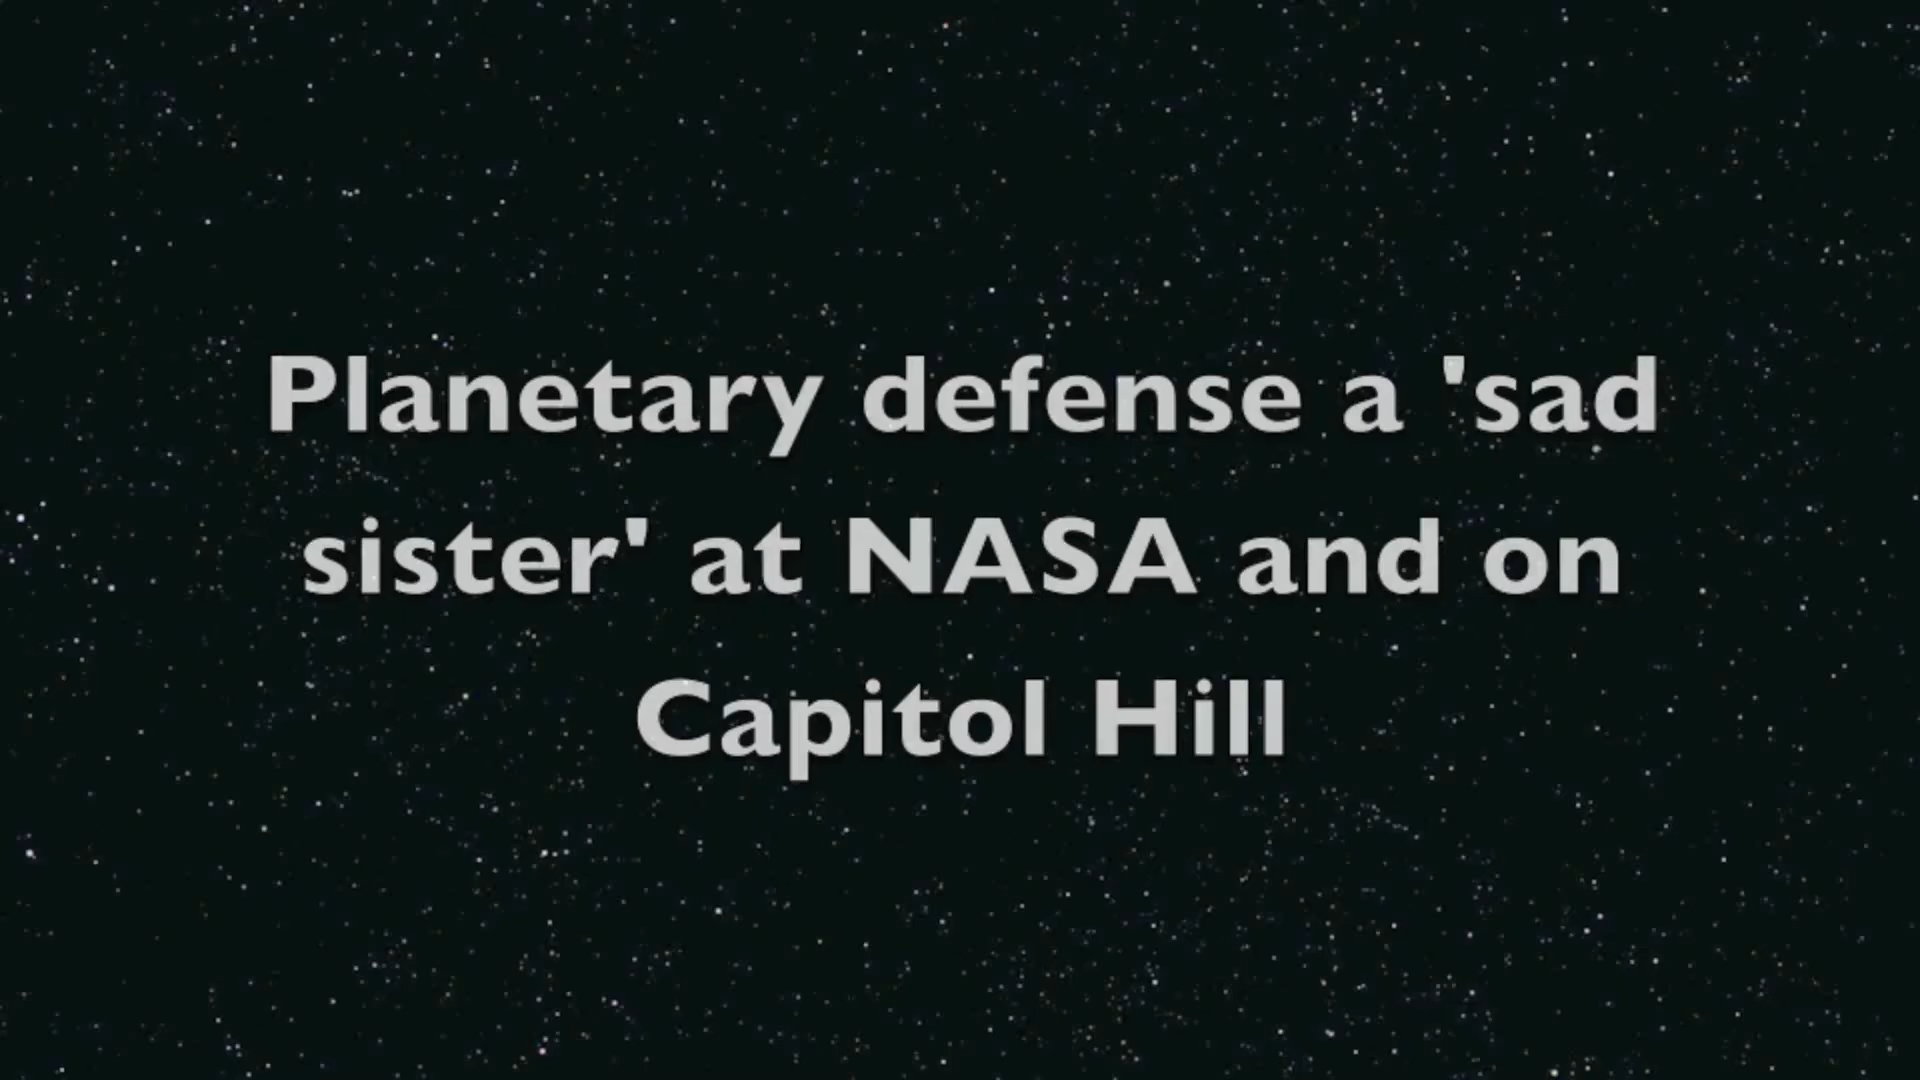 Planetary defense a 'sad
sister' at NASA and on
Capitol Hill